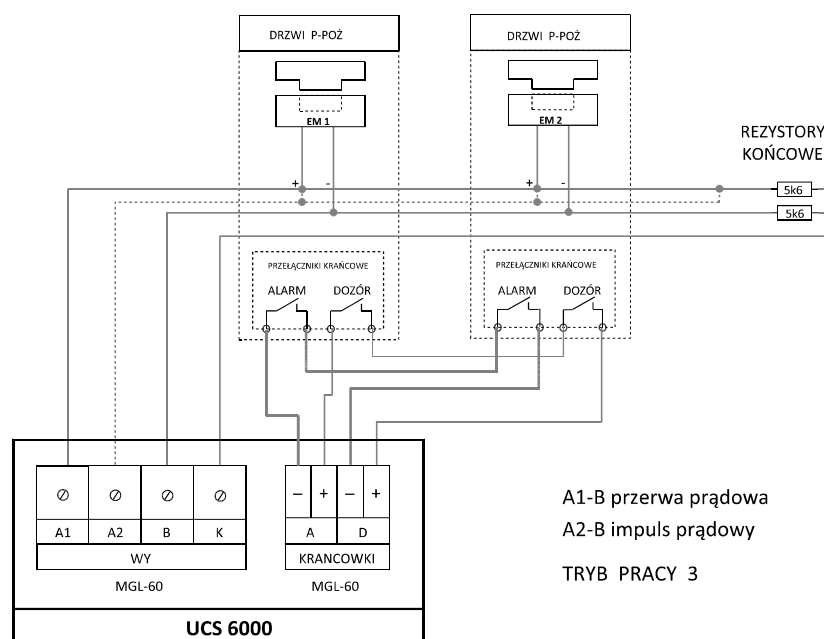 DRZWI P-POŻ
DRZWI P-POŻ
EM 1
EM 2
REZYSTORY
KOŃCOWE
+
-
+
-
5k6
5k6
PRZEŁĄCZNIKI KRAŃCOWE
PRZEŁĄCZNIKI KRAŃCOWE
ALARM
DOZÓR
ALARM
DOZÓR
– + – +
A1 A2 B K
A D
WY
KRANCOWKI
MGL-60
MGL-60
UCS 6000
A1-B przerwa prądowa
A2-B impuls prądowy
TRYB PRACY 3